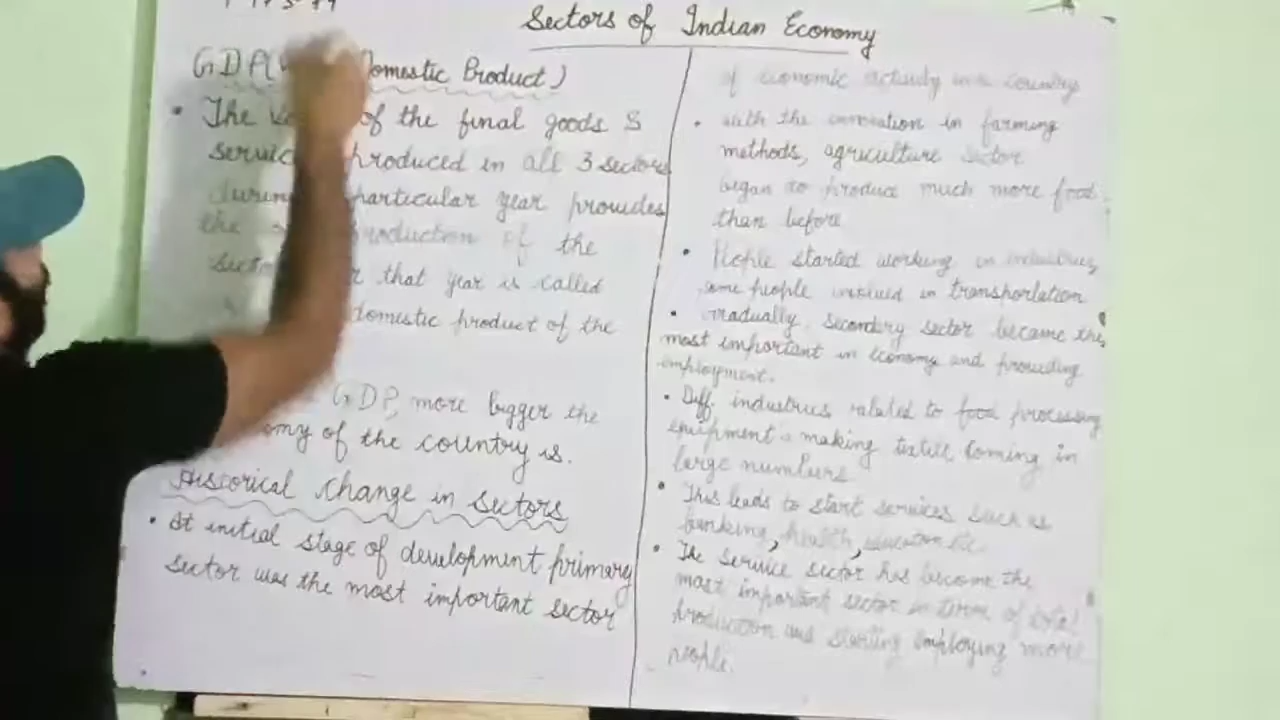 Sectors of Indian Economy
GDP( Domestic Product)
• The of the final goods &
produced in all 3 sectors
particular year provides
the of the
that year is called
domestic product of the
GDP, more bigger the
of the country is.
Historical change in sectors
• At initial stage of development primary
sector was the most important sector
of economic activity in a country
• with the innovation in farming
methods, agriculture sector
began to produce much more food
than before
• People started working in industries
some people involved in transportation
• Gradually, secondary sector became the
most important in economy and providing
employment.
• Diff. industries related to food processing
equipment making coming in
large numbers
• This leads to start services such as
banking, health, education etc.
• The service sector has become the
most important sector in term of total
production and starting employing more
people.